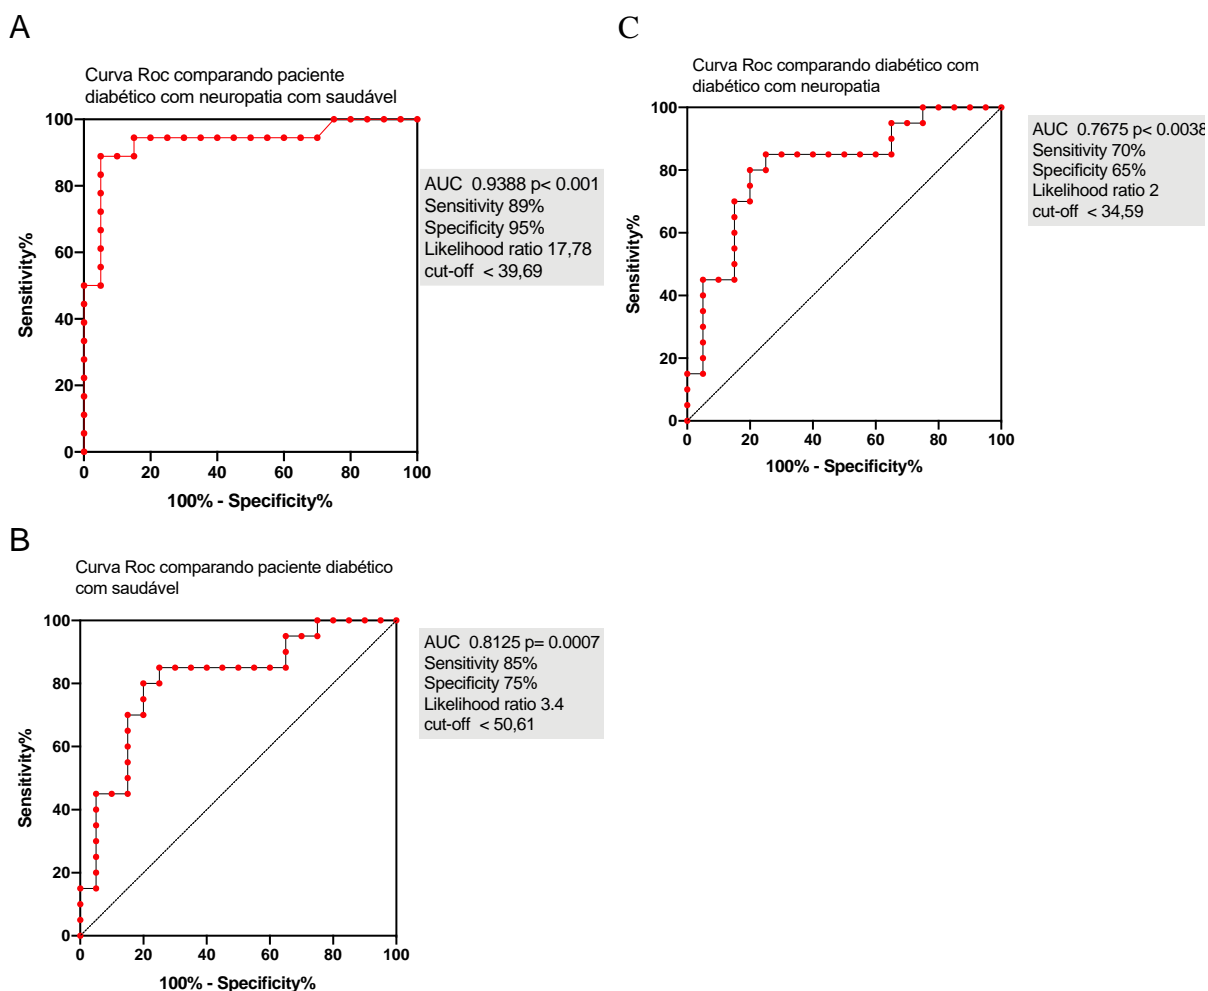 A
Curva Roc comparando paciente
diabético com neuropatia com saudável
100
80
60
40
20
0
Sensitivity%
0 20 40 60 80 100
100% - Specificity%
AUC 0.9388 p< 0.001
Sensitivity 89%
Specificity 95%
Likelihood ratio 17,78
cut-off < 39,69
B
Curva Roc comparando paciente diabético
com saudável
100
80
60
40
20
0
Sensitivity%
0 20 40 60 80 100
100% - Specificity%
AUC 0.8125 p= 0.0007
Sensitivity 85%
Specificity 75%
Likelihood ratio 3.4
cut-off < 50,61
C
Curva Roc comparando diabético com
diabético com neuropatia
100
80
60
40
20
0
Sensitivity%
0 20 40 60 80 100
100% - Specificity%
AUC 0.7675 p< 0.0038
Sensitivity 70%
Specificity 65%
Likelihood ratio 2
cut-off < 34,59